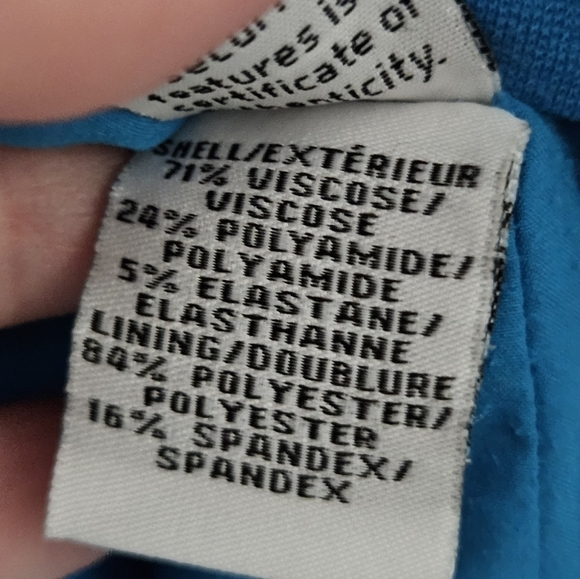 features is
certificate of
SHELL/EXTÉRIEUR
71% VISCOSE/
VISCOSE
24% POLYAMIDE/
POLYAMIDE
5% ELASTANE/
ELASTHANNE
LINING/DOUBLURE
84% POLYESTER/
POLYESTER
16% SPANDEX/
SPANDEX